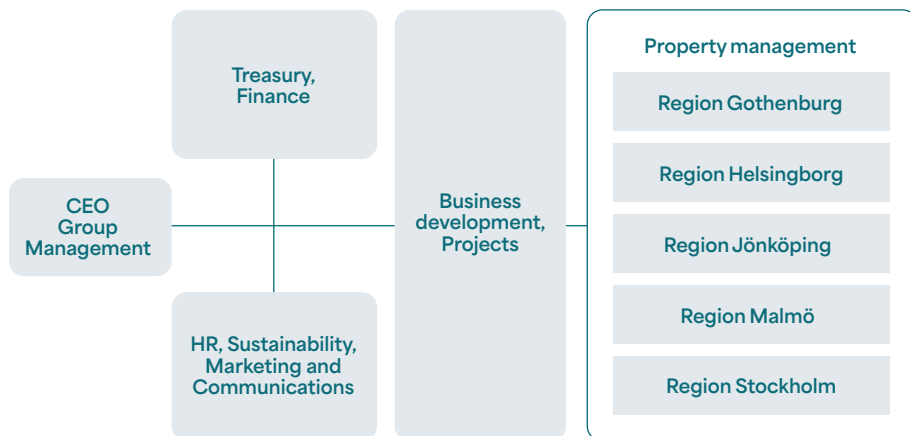 Treasury,
Finance
CEO
Group
Management
HR, Sustainability,
Marketing and
Communications
Business
development,
Projects
Property management
Region Gothenburg
Region Helsingborg
Region Jönköping
Region Malmö
Region Stockholm